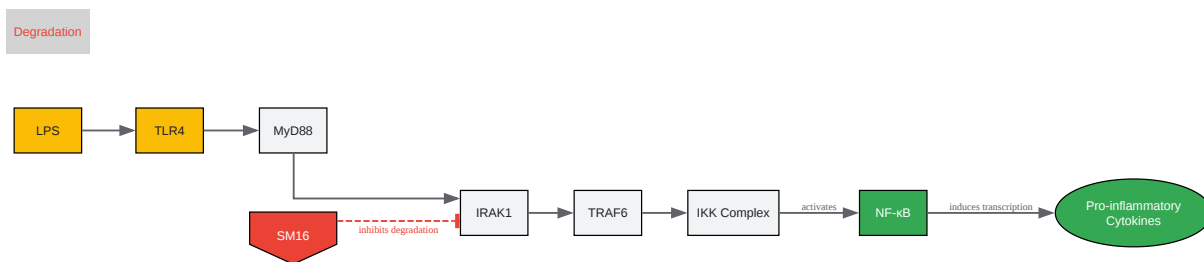 Degradation
LPS
TLR4
MyD88
IRAK1
TRAF6
IKK Complex
activates
NF-κB
induces transcription
Pro-inflammatory
Cytokines
SM16
inhibits degradation